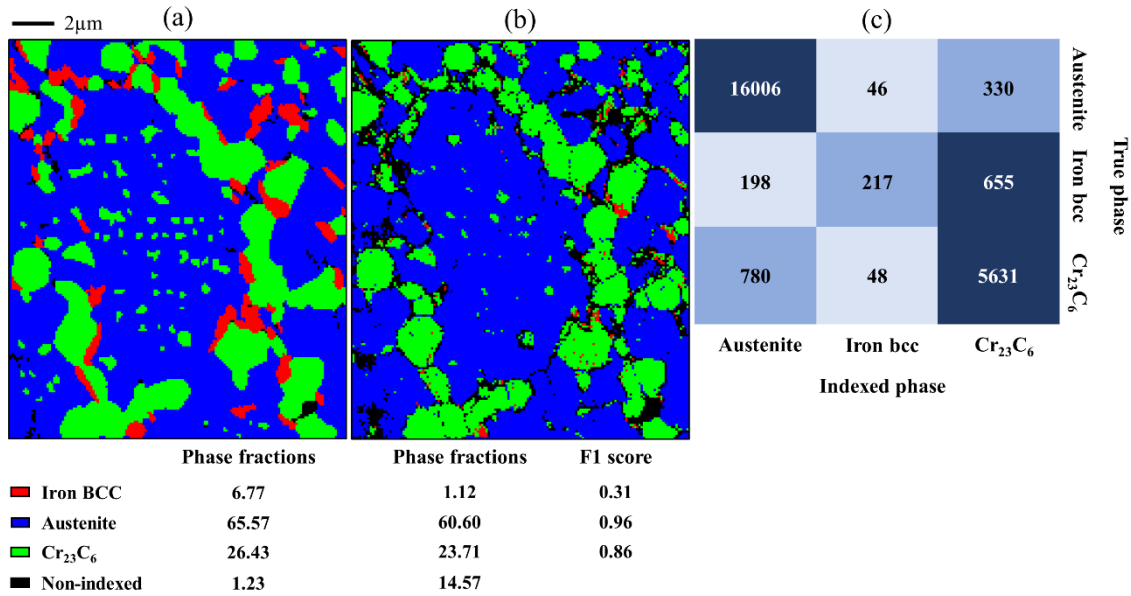 2µm (a) (b) (c)
16006 46 330
198 217 655
780 48 5631
Austenite Iron bcc Cr₂₃C₆
Indexed phase
Austenite
Iron bcc
Cr₂₃C₆
True phase
Phase fractions Phase fractions F1 score
Iron BCC 6.77 1.12 0.31
Austenite 65.57 60.60 0.96
Cr₂₃C₆ 26.43 23.71 0.86
Non-indexed 1.23 14.57